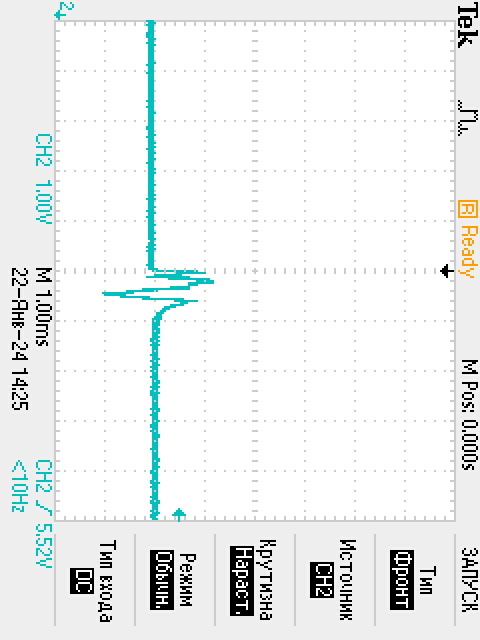 Tek
R Ready
M Pos: 0.000s
ЗАПУСК
Тип
Фронт
Источник
CH2
Крутизна
Нараст
Режим
Обычн.
Тип входа
DC
2
CH2 1.00V
M 1.00ms
CH2 / 5.52V
22-Янв-24 14:25
<10Hz